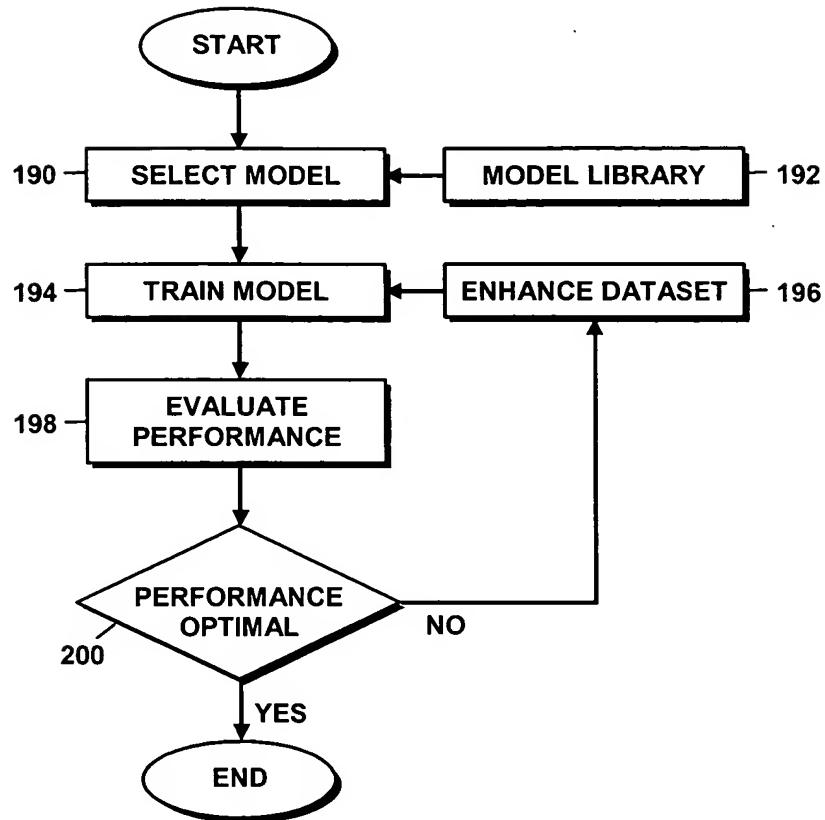 START
190 SELECT MODEL MODEL LIBRARY 192
194 TRAIN MODEL ENHANCE DATASET 196
198 EVALUATE
PERFORMANCE
PERFORMANCE
OPTIMAL
NO
200
YES
END